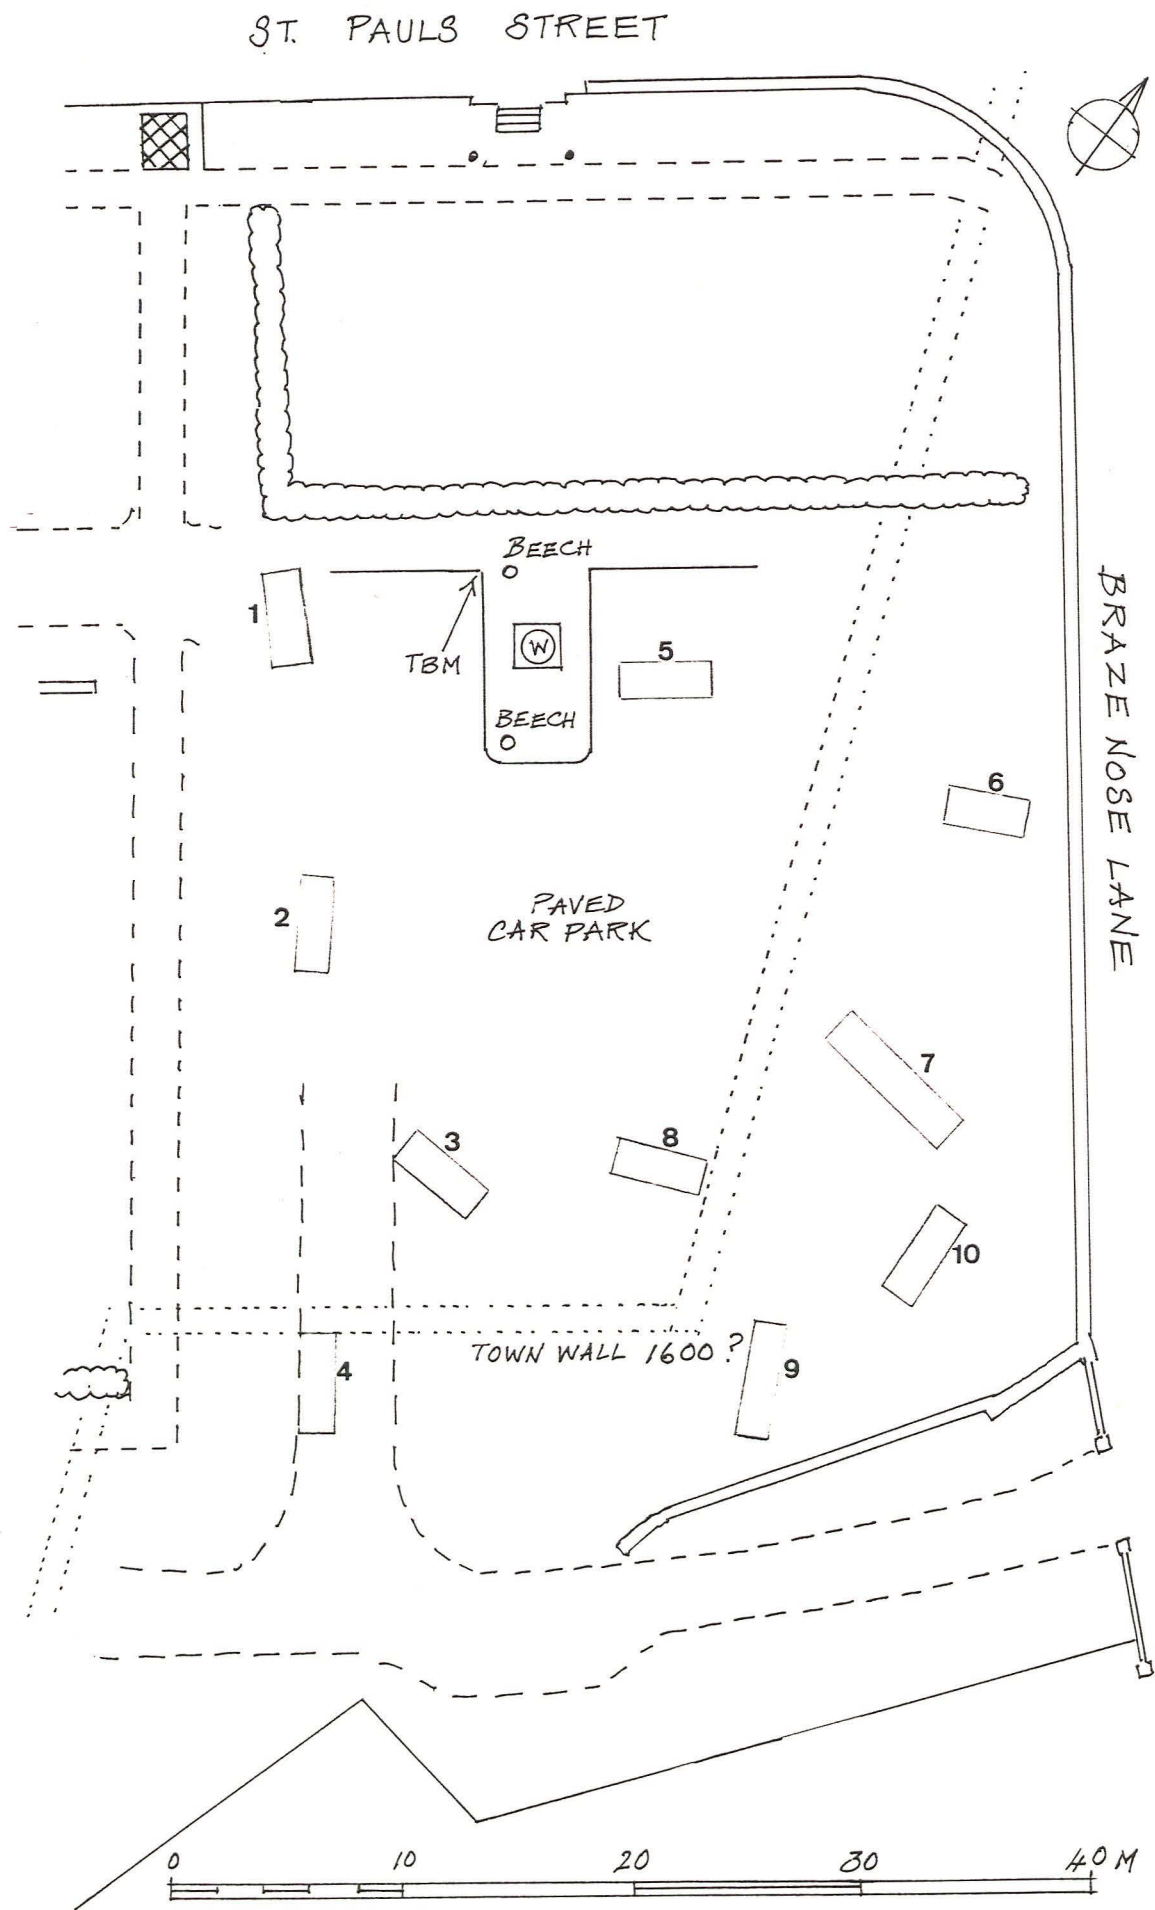 ST. PAULS STREET
BEECH
1
TBM
W
5
BEECH
6
BRAZE NOSE LANE
2
PAVED
CAR PARK
7
3
8
10
TOWN WALL 1600 ?
4
9
0 10 20 30 40 M